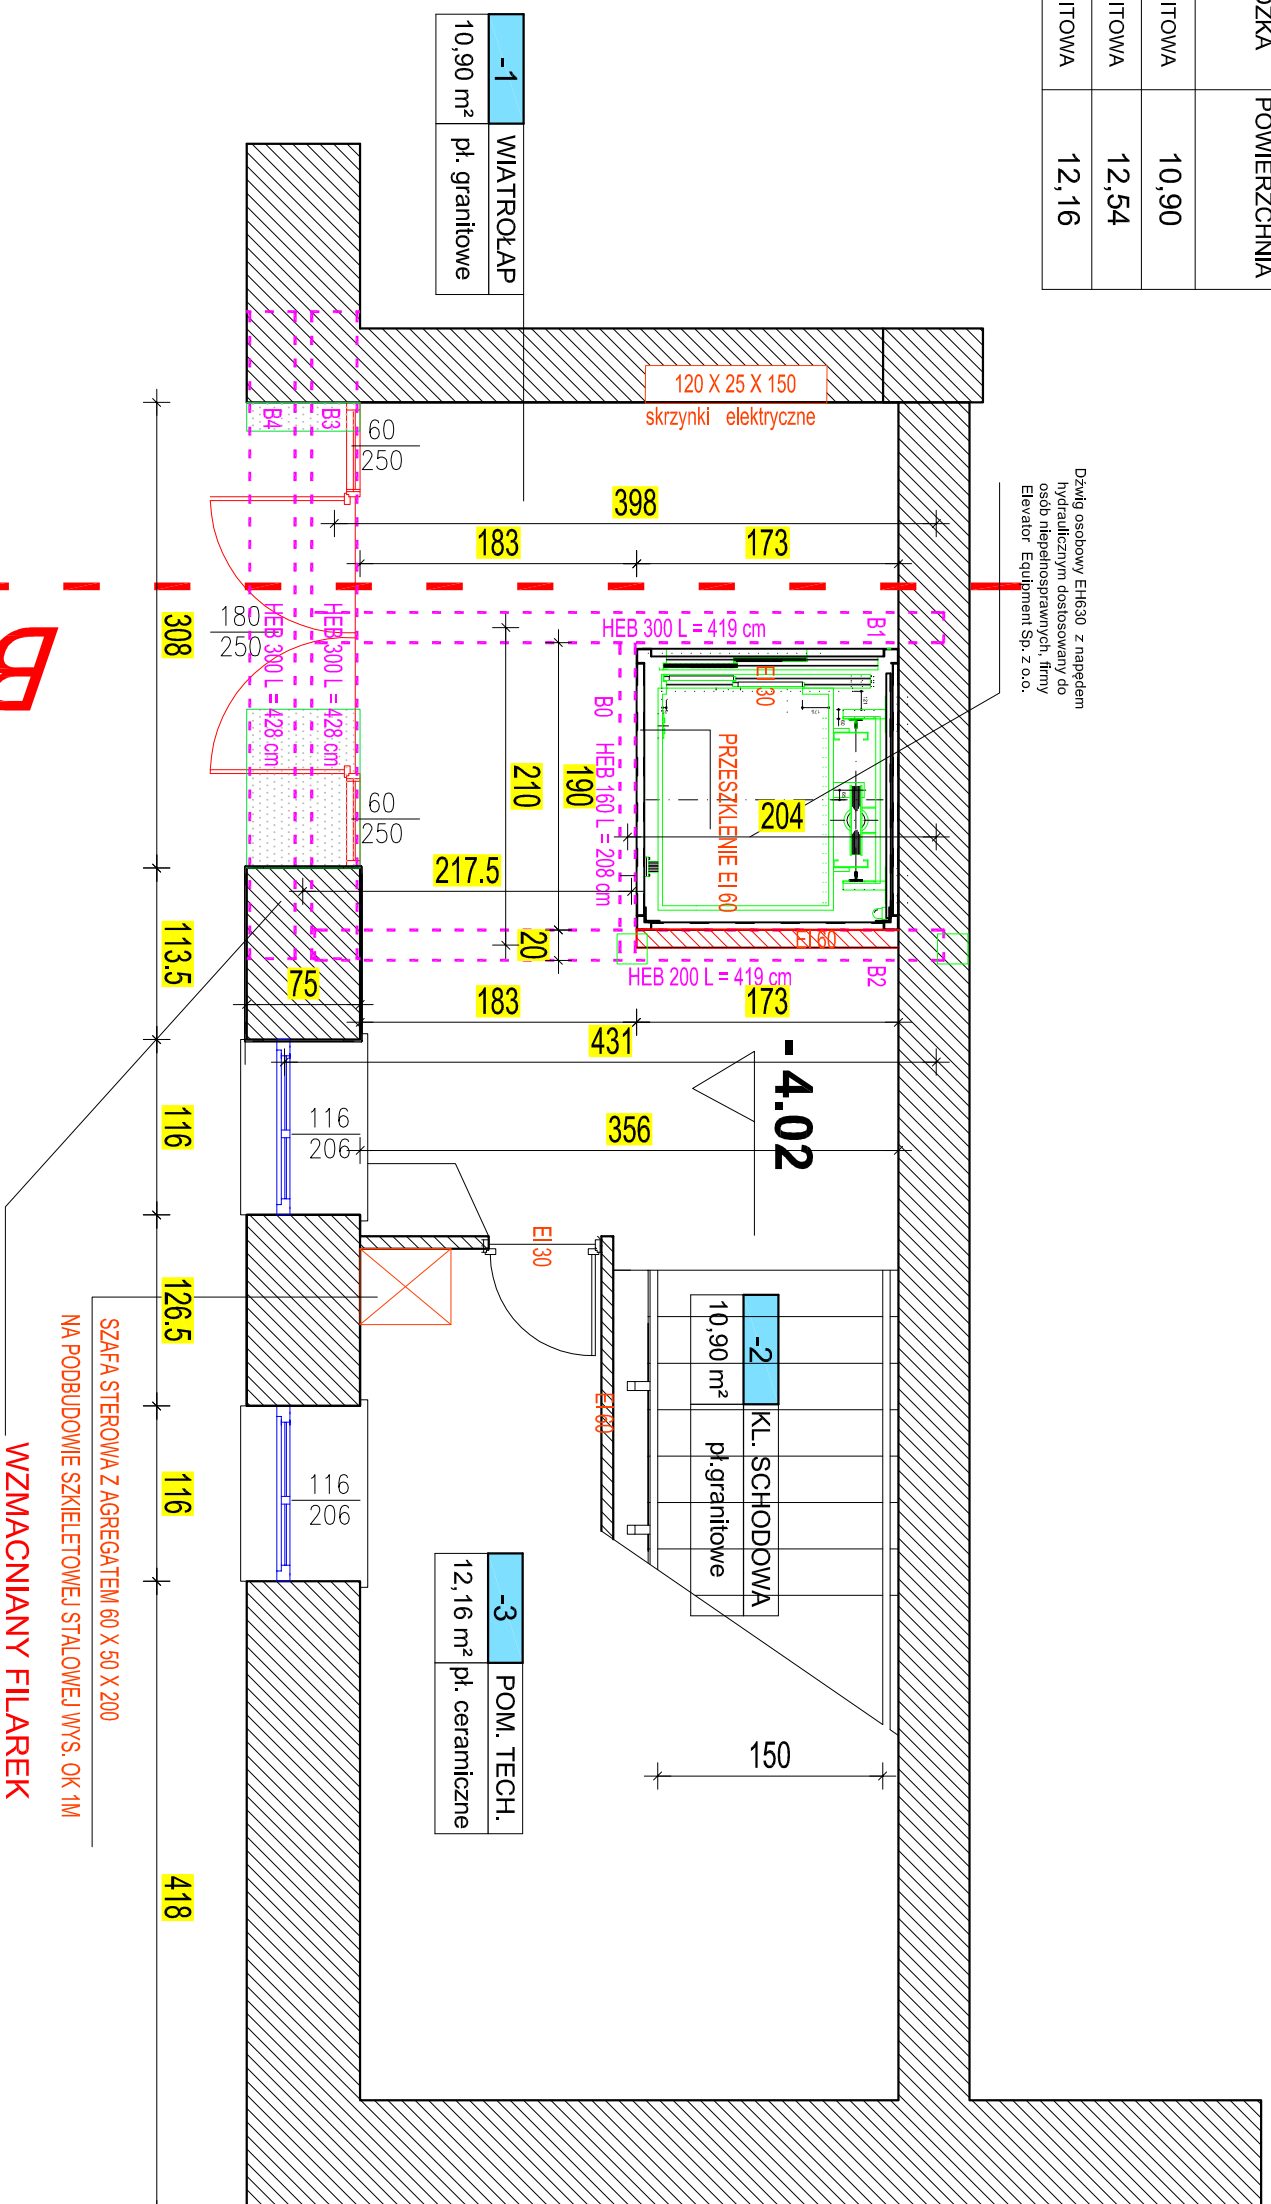 POWIERZCHNIA
ITOWA 10,90
ITOWA 12,54
ITOWA 12,16
-1 WIATROŁAP
10,90 m² pł. granitowe
120 X 25 X 150
skrzynki elektryczne
Dźwig osobowy EH630 z napędem
hydraulicznym dostosowany do
osób niepełnosprawnych, firmy
Elevator Equipment Sp. z o.o.
B4
B3
60
250
398
183
173
180
250
HEB 300 L = 428 cm
HEB 300 L = 428 cm
HEB 300 L = 419 cm
B1
EI 30
B0 HEB 160 L = 208 cm
PRZESZKLENIE EI 60
204
190
210
60
250
217.5
20
EI 60
HEB 200 L = 419 cm
B2
75
183
173
431
- 4.02
356
116
206
EI 30
EI 60
-2 KL. SCHODOWA
10,90 m² pł.granitowe
116
206
-3 POM. TECH.
12,16 m² pł. ceramiczne
150
308
113.5
116
126.5
116
418
B
SZAFA STEROWA Z AGREGATEM 60 X 50 X 200
NA PODBUDOWIE SZKIELETOWEJ STALOWEJ WYS. OK 1M
WZMACNIANY FILAREK